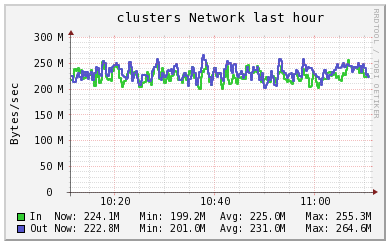 clusters Network last hour
RRDTOOL / TOBI OETIKER
Bytes/sec
300 M
250 M
200 M
150 M
100 M
50 M
0
10:20 10:40 11:00
In Now: 224.1M Min: 199.2M Avg: 225.0M Max: 255.3M
Out Now: 222.8M Min: 201.0M Avg: 231.0M Max: 264.6M